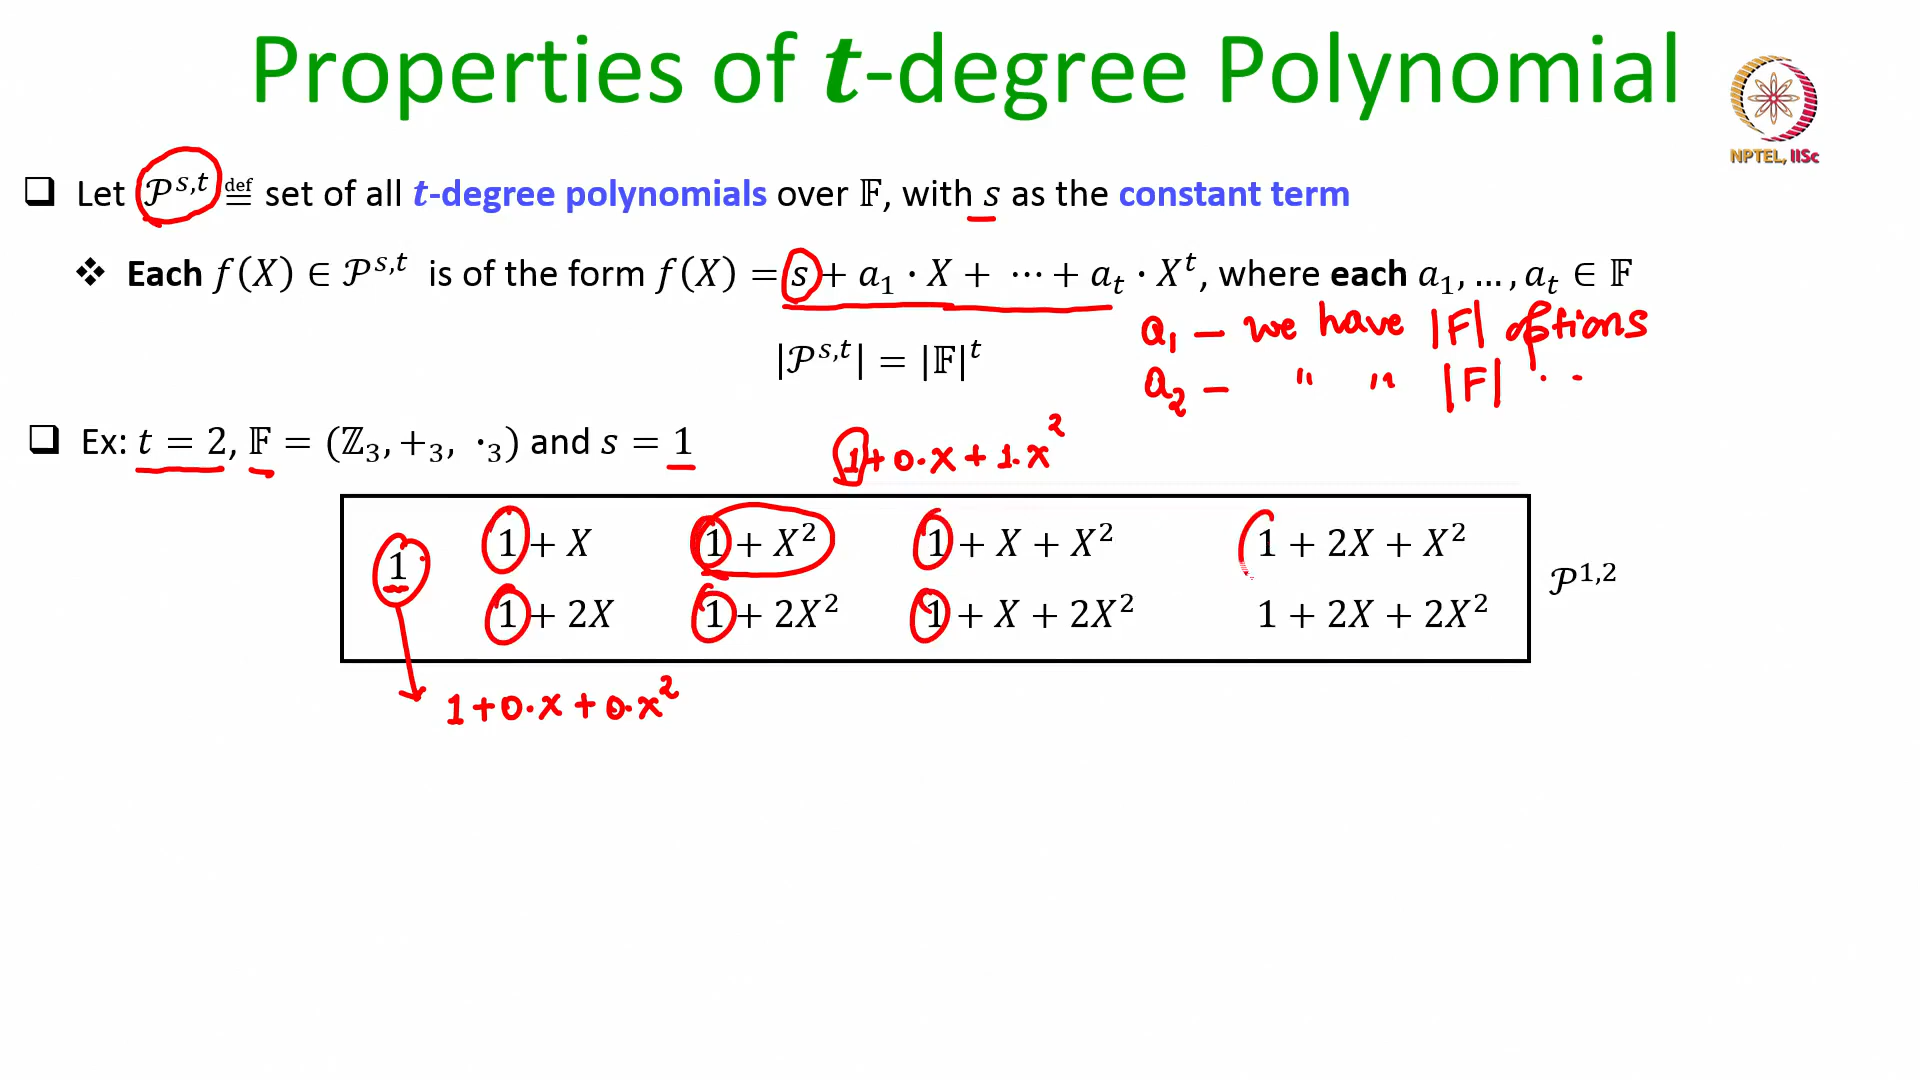 Properties of t-degree Polynomial
NPTEL, IISc
❑ Let 𝒫^{s,t} ≝ set of all t-degree polynomials over 𝔽, with s as the constant term
❖ Each f(X) ∈ 𝒫^{s,t} is of the form f(X) = s + a₁ · X + ⋯ + aₜ · Xᵗ, where each a₁, …, aₜ ∈ 𝔽
a₁ – we have |F| options
|𝒫^{s,t}| = |𝔽|ᵗ
a₂ – " " |F| ··
❑ Ex: t = 2, 𝔽 = (ℤ₃, +₃, ·₃) and s = 1
1+0·x+1·x²
1
1 + X 1 + X² 1 + X + X² 1 + 2X + X²
1 + 2X 1 + 2X² 1 + X + 2X² 1 + 2X + 2X²
𝒫^{1,2}
1+0·x+0·x²